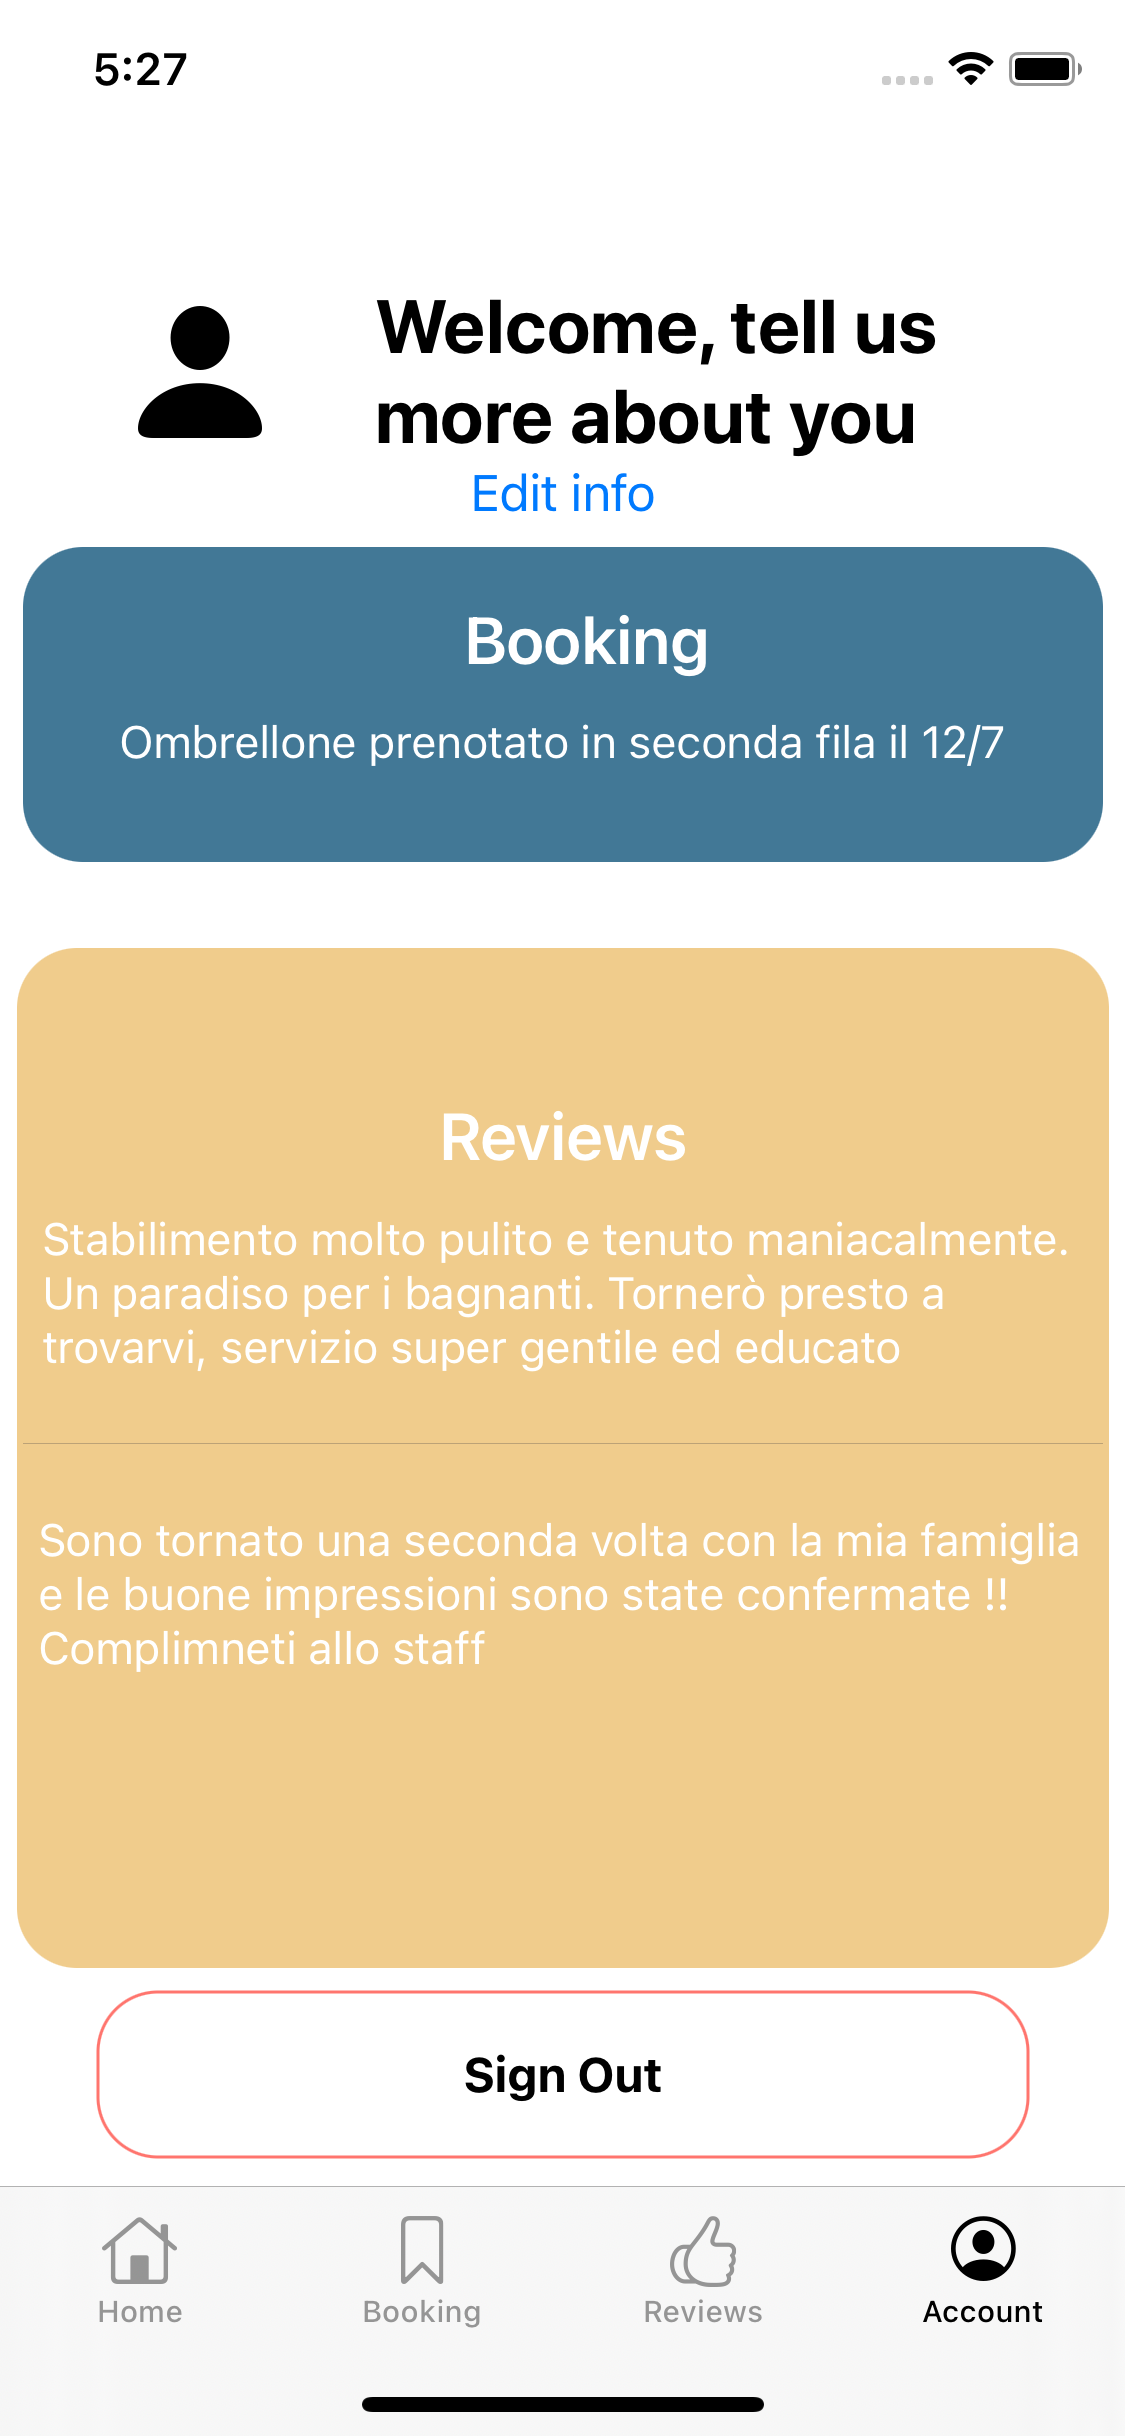 5:27
Welcome, tell us
more about you
Edit info
Booking
Ombrellone prenotato in seconda fila il 12/7
Reviews
Stabilimento molto pulito e tenuto maniacalmente.
Un paradiso per i bagnanti. Tornerò presto a
trovarvi, servizio super gentile ed educato
Sono tornato una seconda volta con la mia famiglia
e le buone impressioni sono state confermate !!
Complimneti allo staff
Sign Out
Home
Booking
Reviews
Account